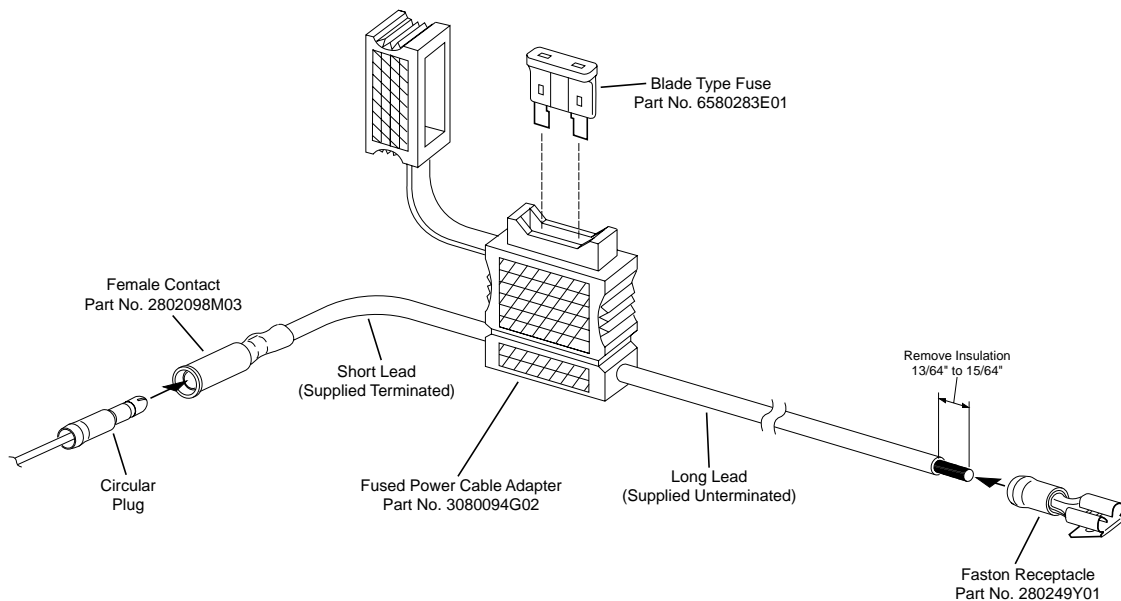 Blade Type Fuse
Part No. 6580283E01
Female Contact
Part No. 2802098M03
Short Lead
(Supplied Terminated)
Remove Insulation
13/64" to 15/64"
Circular
Plug
Fused Power Cable Adapter
Part No. 3080094G02
Long Lead
(Supplied Unterminated)
Faston Receptacle
Part No. 280249Y01